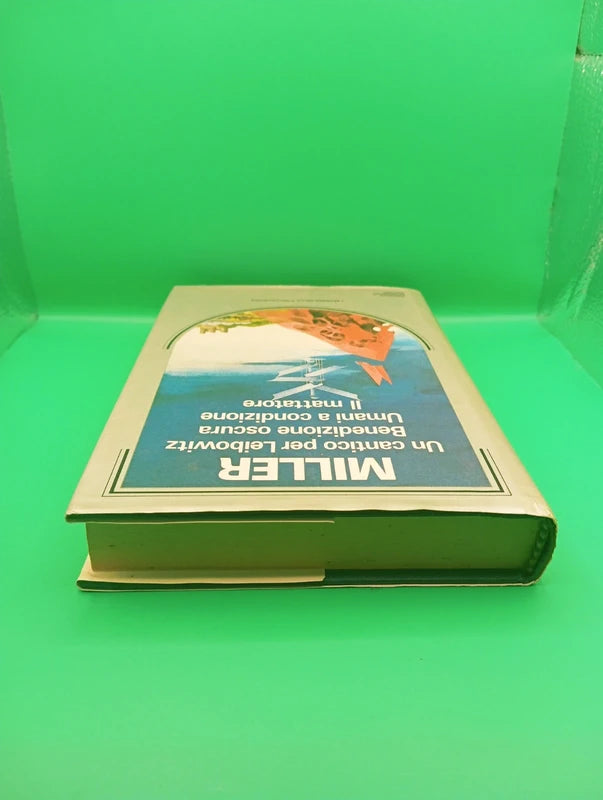 MILLER
Un cantico per Leibowitz
Benedizione oscura
Umani a condizione
Il mattatore